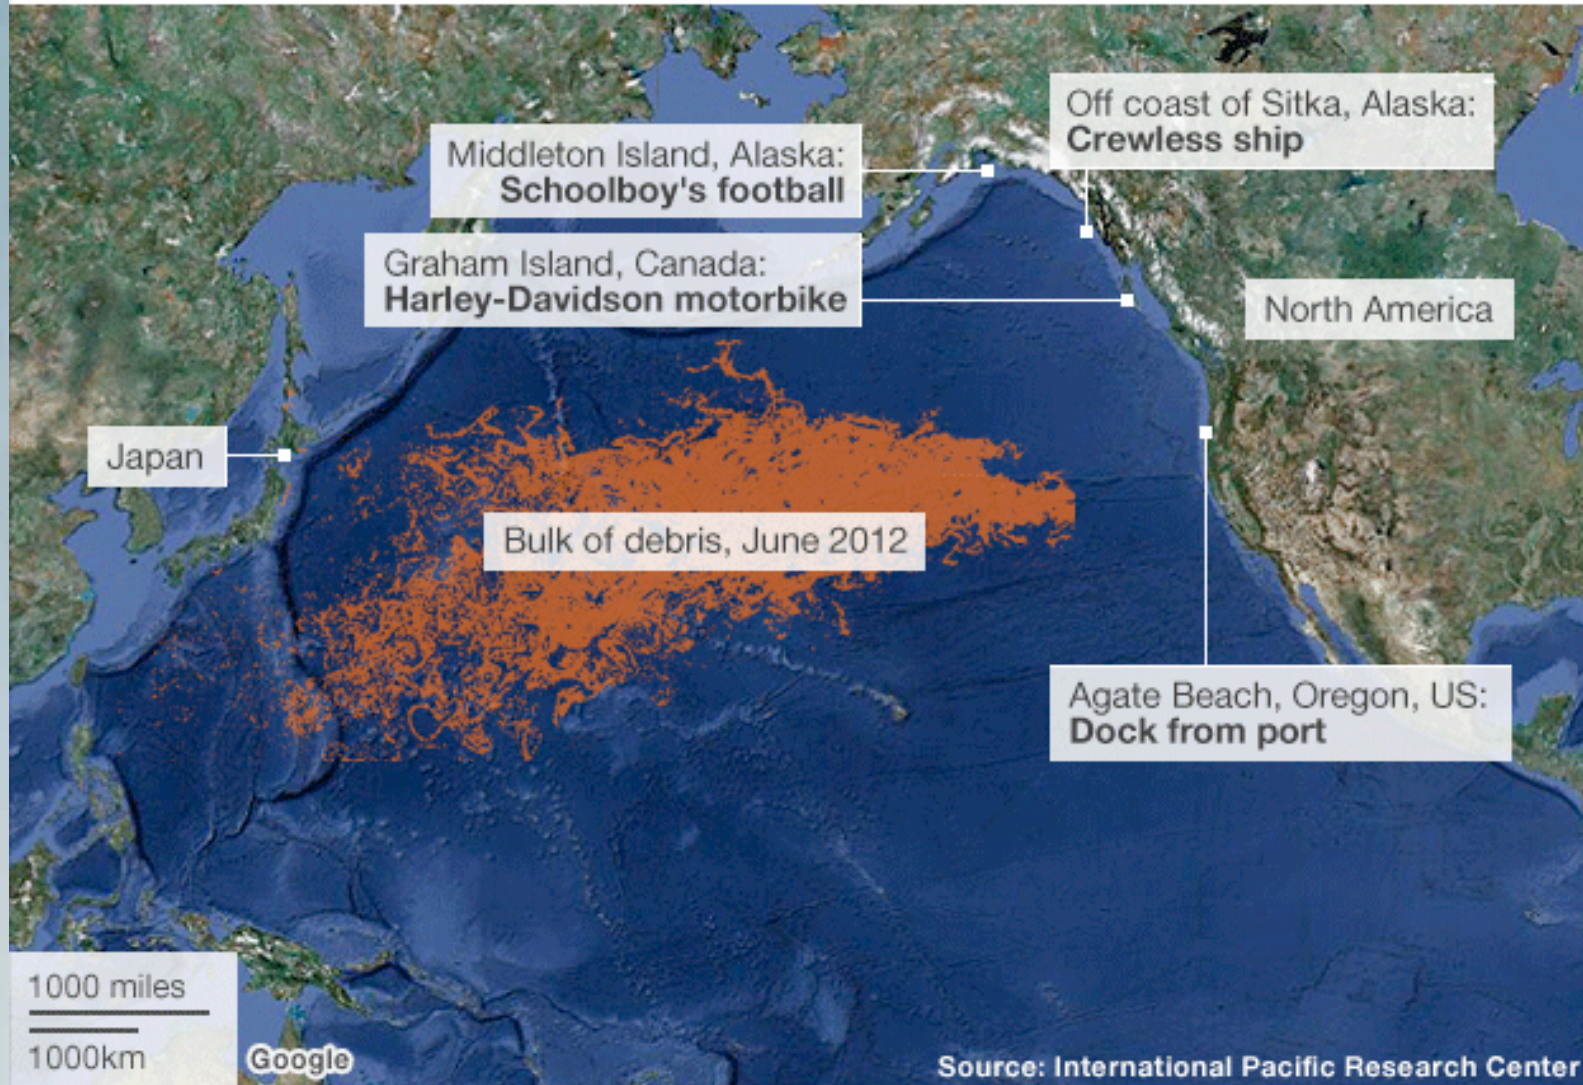 Off coast of Sitka, Alaska:
Crewless ship
Middleton Island, Alaska:
Schoolboy's football
Graham Island, Canada:
Harley-Davidson motorbike
North America
Japan
Bulk of debris, June 2012
Agate Beach, Oregon, US:
Dock from port
1000 miles
1000km
Google
Source: International Pacific Research Center